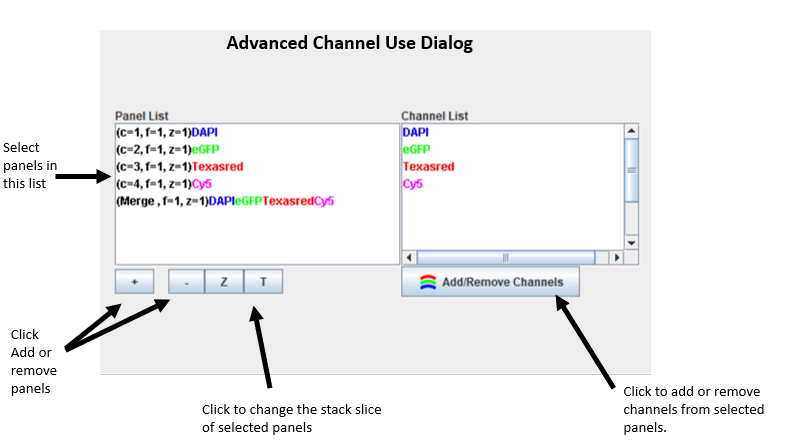 Advanced Channel Use Dialog
Panel List
(c=1, f=1, z=1)DAPI
(c=2, f=1, z=1)eGFP
(c=3, f=1, z=1)Texasred
(c=4, f=1, z=1)Cy5
(Merge , f=1, z=1)DAPIeGFPTexasredCy5
Channel List
DAPI
eGFP
Texasred
Cy5
Select
panels in
this list
+
-
Z
T
Add/Remove Channels
Click
Add or
remove
panels
Click to change the stack slice
of selected panels
Click to add or remove
channels from selected
panels.